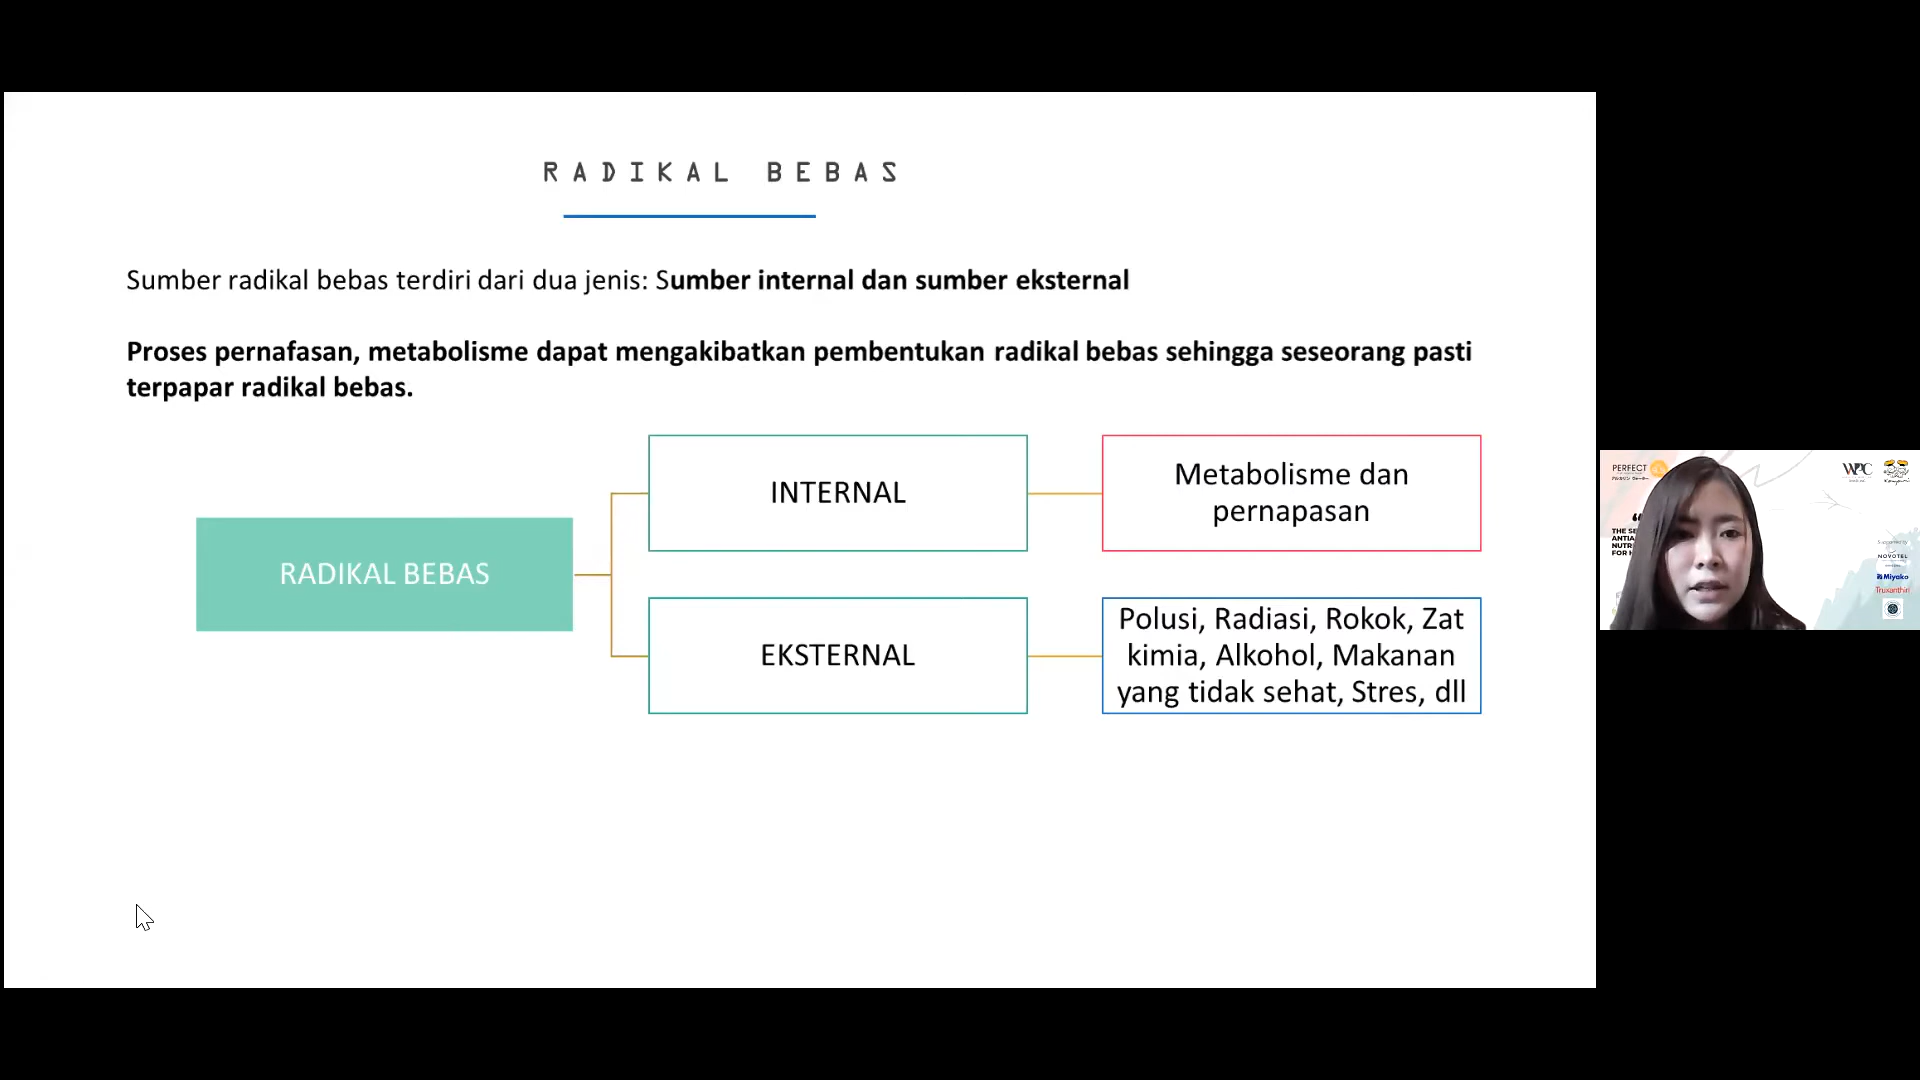 RADIKAL BEBAS
Sumber radikal bebas terdiri dari dua jenis: Sumber internal dan sumber eksternal
Proses pernafasan, metabolisme dapat mengakibatkan pembentukan radikal bebas sehingga seseorang pasti
terpapar radikal bebas.
RADIKAL BEBAS
INTERNAL
Metabolisme dan
pernapasan
EKSTERNAL
Polusi, Radiasi, Rokok, Zat
kimia, Alkohol, Makanan
yang tidak sehat, Stres, dll
PERFECT
WPC
THE
FOR
NOVOTEL
Miyako